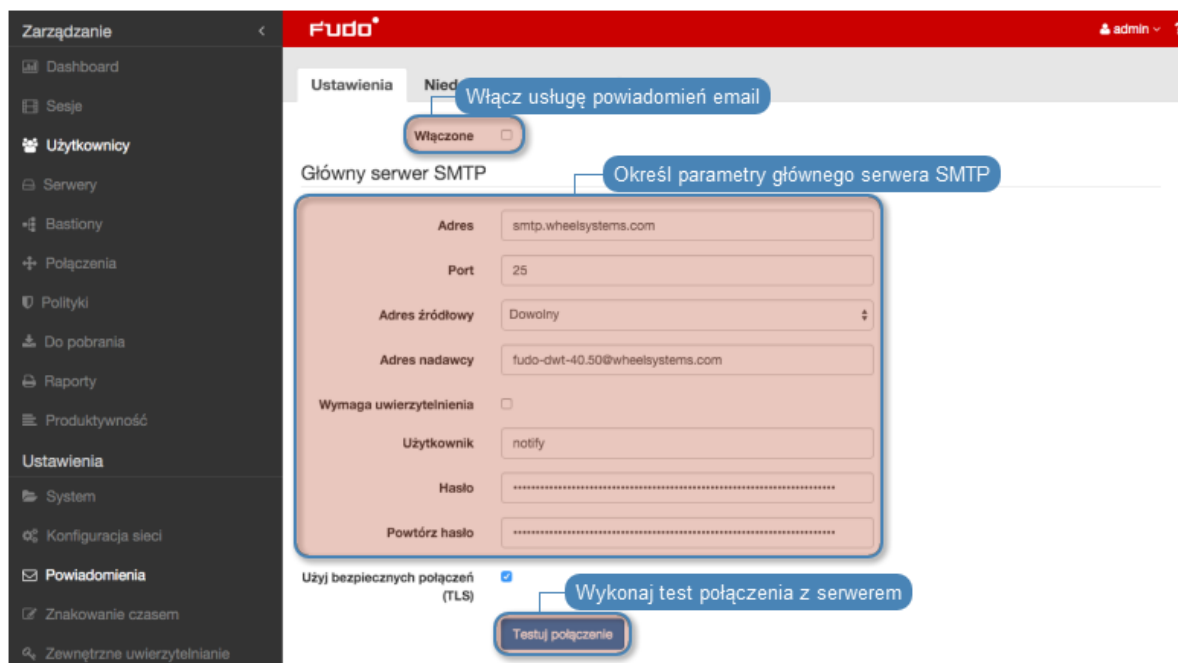 Zarządzanie
Fudo
admin
Dashboard
Sesje
Użytkownicy
Serwery
Bastiony
Połączenia
Polityki
Do pobrania
Raporty
Produktywność
Ustawienia
System
Konfiguracja sieci
Powiadomienia
Znakowanie czasem
Zewnętrzne uwierzytelnianie
Ustawienia
Włącz usługę powiadomień email
Włączone
Główny serwer SMTP
Określ parametry głównego serwera SMTP
Adres smtp.wheelsystems.com
Port 25
Adres źródłowy Dowolny
Adres nadawcy fudo-dwt-40.50@wheelsystems.com
Wymaga uwierzytelnienia
Użytkownik notify
Hasło
Powtórz hasło
Użyj bezpiecznych połączeń
(TLS)
Wykonaj test połączenia z serwerem
Testuj połączenie